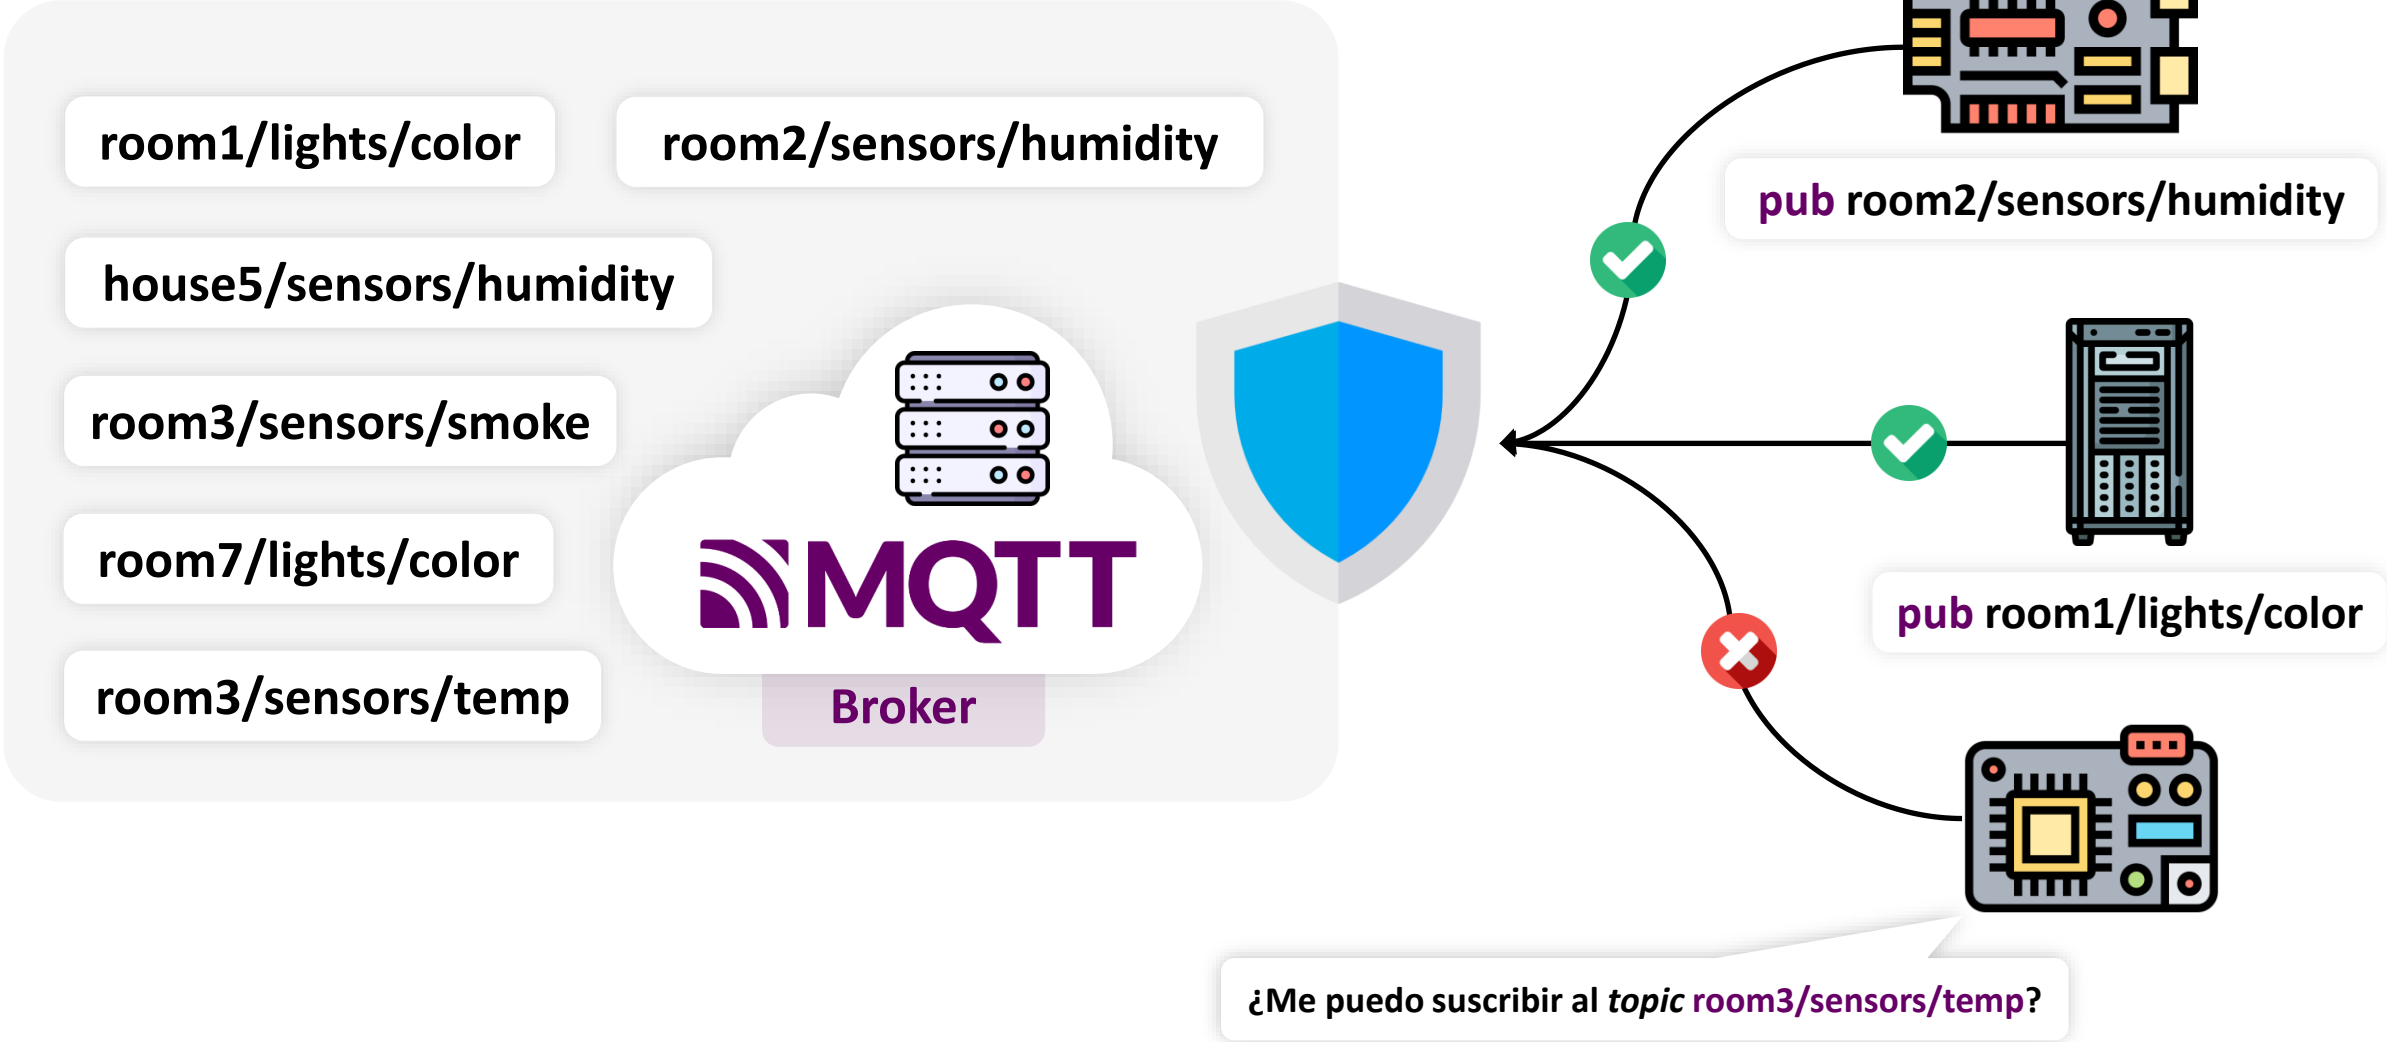 room1/lights/color
room2/sensors/humidity
house5/sensors/humidity
room3/sensors/smoke
room7/lights/color
room3/sensors/temp
MQTT
Broker
pub room2/sensors/humidity
pub room1/lights/color
¿Me puedo suscribir al topic room3/sensors/temp?